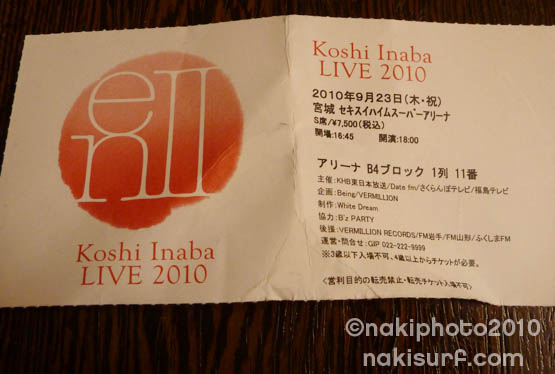 en II
Koshi Inaba
LIVE 2010
Koshi Inaba
LIVE 2010
2010年9月23日(木・祝)
宮城 セキスイハイムスーパーアリーナ
S席/¥7,500(税込)
開場:16:45 開演:18:00
アリーナ B4ブロック 1列 11番
主催:KHB東日本放送/Date fm/さくらんぼテレビ/福島テレビ
企画:Being/VERMILLION
制作:White Dream
協力:B'z PARTY
後援:VERMILLION RECORDS/FM岩手/FM山形/ふくしまFM
運営・問合せ:GIP 022-222-9999
※3歳以下入場不可、4歳以上からチケットが必要。
<営利目的の転売禁止・転売チケット入場不可>
©nakiphoto2010
nakisurf.com